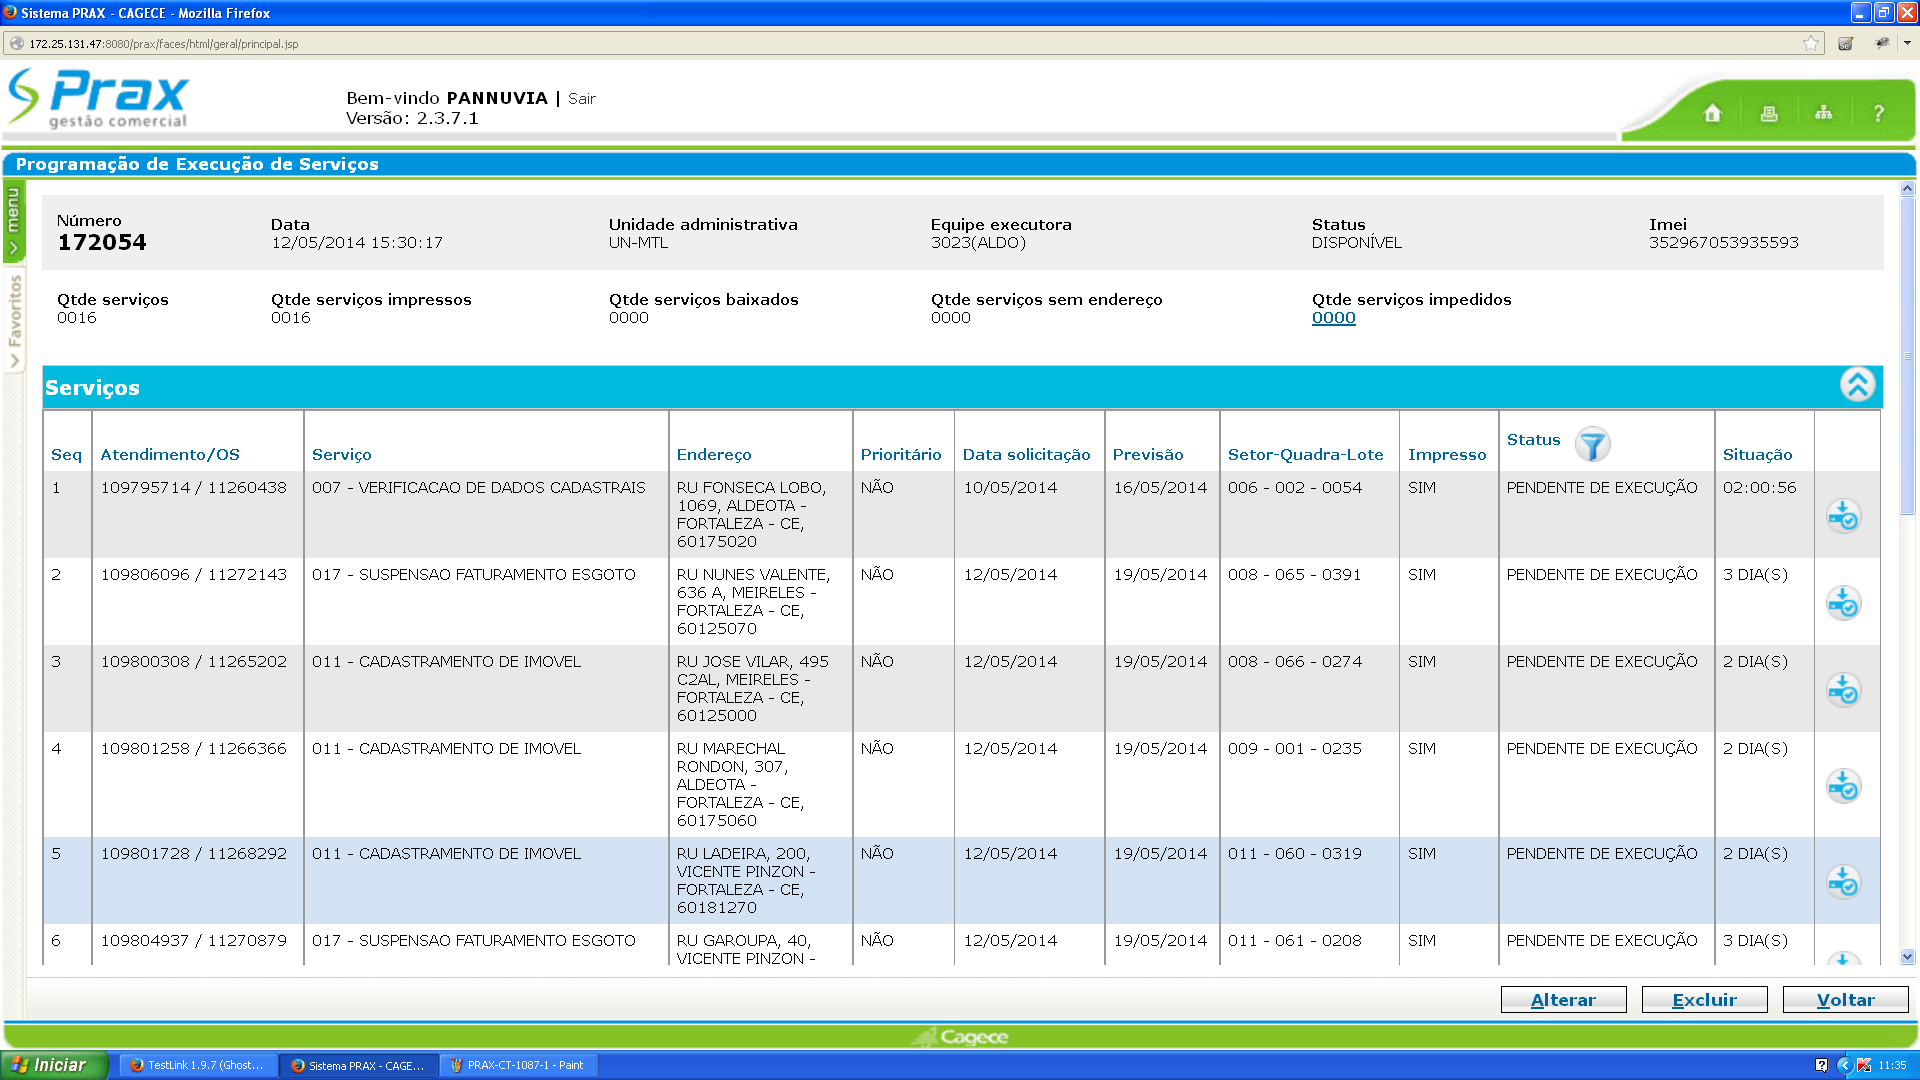 Sistema PRAX - CAGECE - Mozilla Firefox
172.25.131.47:8080/prax/faces/html/geral/principal.jsp
Prax
gestão comercial
Bem-vindo PANNUVIA | Sair
Versão: 2.3.7.1
?
Programação de Execução de Serviços
menu
Favoritos
Número
172054
Data
12/05/2014 15:30:17
Unidade administrativa
UN-MTL
Equipe executora
3023(ALDO)
Status
DISPONÍVEL
Imei
352967053935593
Qtde serviços
0016
Qtde serviços impressos
0016
Qtde serviços baixados
0000
Qtde serviços sem endereço
0000
Qtde serviços impedidos
0000
Serviços
Seq Atendimento/OS Serviço Endereço Prioritário Data solicitação Previsão Setor-Quadra-Lote Impresso Status Situação
1 109795714 / 11260438 007 - VERIFICACAO DE DADOS CADASTRAIS RU FONSECA LOBO, NÃO 10/05/2014 16/05/2014 006 - 002 - 0054 SIM PENDENTE DE EXECUÇÃO 02:00:56
1069, ALDEOTA -
FORTALEZA - CE,
60175020
2 109806096 / 11272143 017 - SUSPENSAO FATURAMENTO ESGOTO RU NUNES VALENTE, NÃO 12/05/2014 19/05/2014 008 - 065 - 0391 SIM PENDENTE DE EXECUÇÃO 3 DIA(S)
636 A, MEIRELES -
FORTALEZA - CE,
60125070
3 109800308 / 11265202 011 - CADASTRAMENTO DE IMOVEL RU JOSE VILAR, 495 NÃO 12/05/2014 19/05/2014 008 - 066 - 0274 SIM PENDENTE DE EXECUÇÃO 2 DIA(S)
C2AL, MEIRELES -
FORTALEZA - CE,
60125000
4 109801258 / 11266366 011 - CADASTRAMENTO DE IMOVEL RU MARECHAL NÃO 12/05/2014 19/05/2014 009 - 001 - 0235 SIM PENDENTE DE EXECUÇÃO 2 DIA(S)
RONDON, 307,
ALDEOTA -
FORTALEZA - CE,
60175060
5 109801728 / 11268292 011 - CADASTRAMENTO DE IMOVEL RU LADEIRA, 200, NÃO 12/05/2014 19/05/2014 011 - 060 - 0319 SIM PENDENTE DE EXECUÇÃO 2 DIA(S)
VICENTE PINZON -
FORTALEZA - CE,
60181270
6 109804937 / 11270879 017 - SUSPENSAO FATURAMENTO ESGOTO RU GAROUPA, 40, NÃO 12/05/2014 19/05/2014 011 - 061 - 0208 SIM PENDENTE DE EXECUÇÃO 3 DIA(S)
VICENTE PINZON -
Alterar Excluir Voltar
Cagece
Iniciar TestLink 1.9.7 (Ghost... Sistema PRAX - CAGE... PRAX-CT-1087-1 - Paint ? 11:35